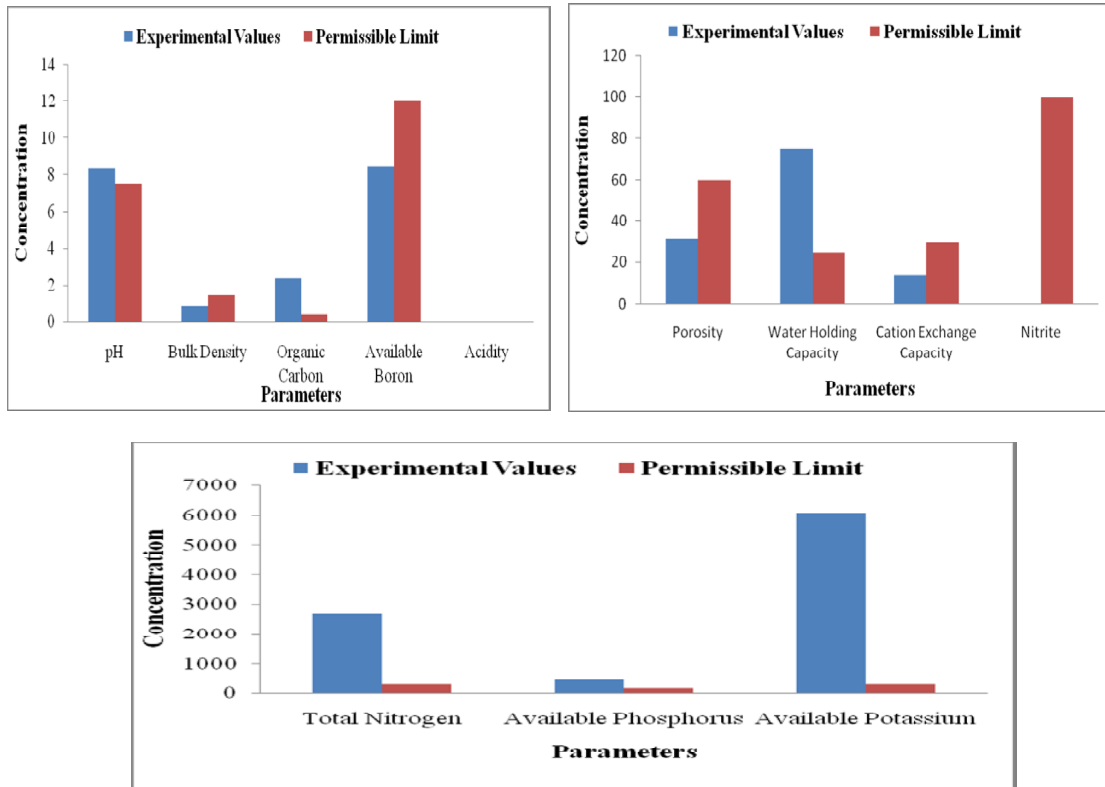 Experimental Values Permissible Limit
14
12
10
8
6
4
2
0
Concentration
pH Bulk Density Organic Carbon Available Boron Acidity
Parameters
Experimental Values Permissible Limit
120
100
80
60
40
20
0
Concentration
Porosity Water Holding Capacity Cation Exchange Capacity Nitrite
Parameters
Experimental Values Permissible Limit
7000
6000
5000
4000
3000
2000
1000
0
Concentration
Total Nitrogen Available Phosphorus Available Potassium
Parameters